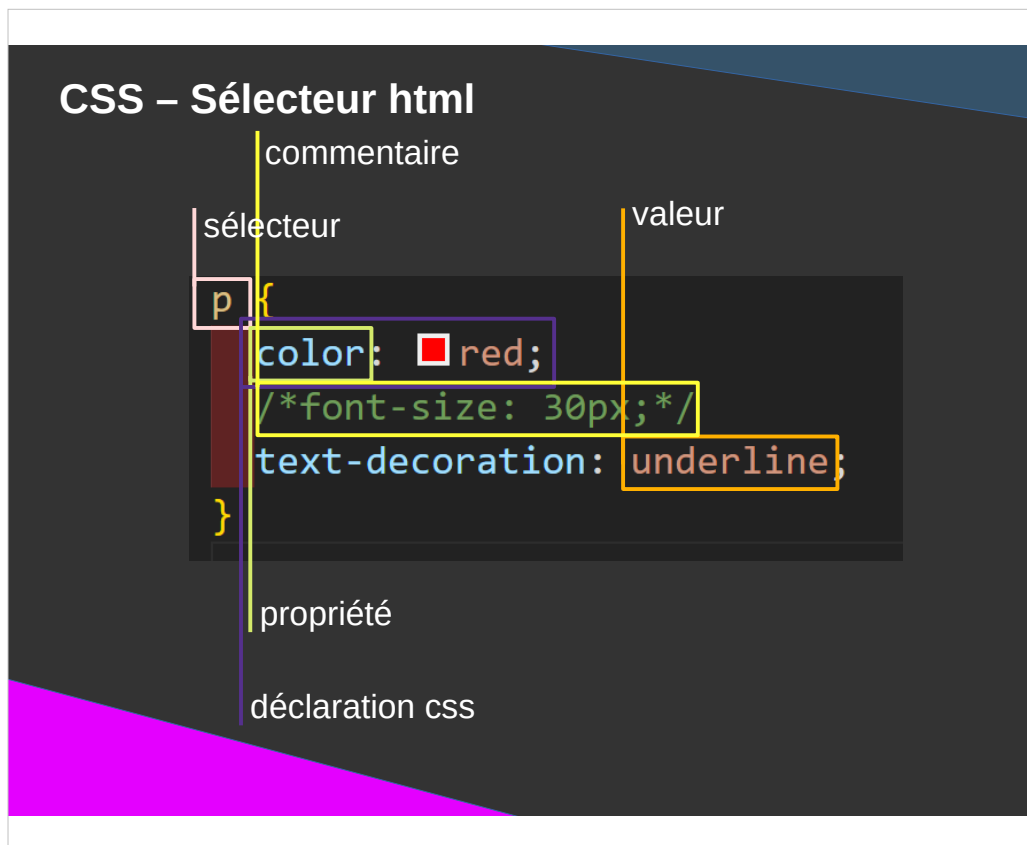 CSS – Sélecteur html
commentaire
sélecteur
valeur
p {
color: red;
/*font-size: 30px;*/
text-decoration: underline;
}
propriété
déclaration css